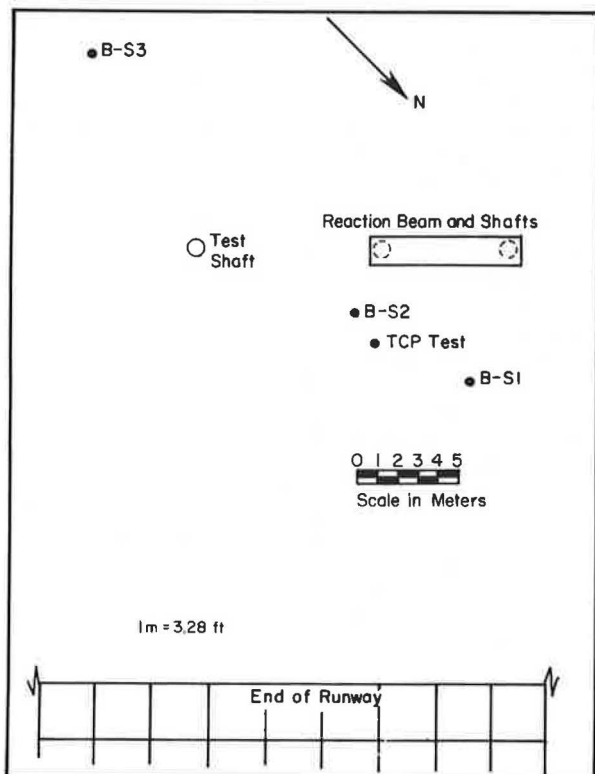 B-S3
N
Reaction Beam and Shafts
Test
Shaft
B-S2
TCP Test
B-S1
0 1 2 3 4 5
Scale in Meters
1m = 3.28 ft
End of Runway